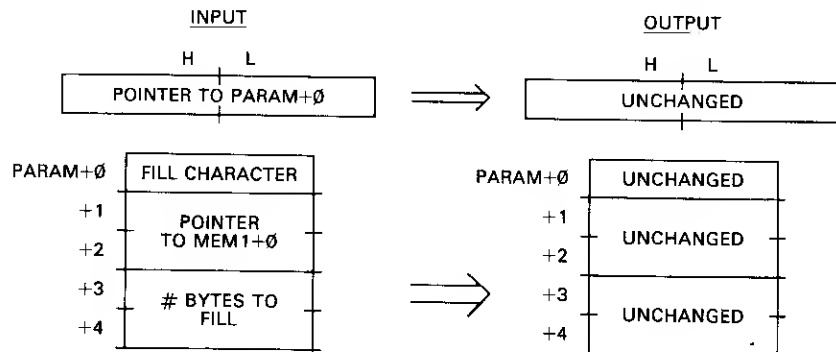 INPUT
OUTPUT
H L
H L
POINTER TO PARAM+Ø
UNCHANGED
PARAM+Ø
FILL CHARACTER
+1
+2
POINTER
TO MEM1+Ø
+3
+4
# BYTES TO
FILL
PARAM+Ø
UNCHANGED
+1
+2
UNCHANGED
+3
+4
UNCHANGED